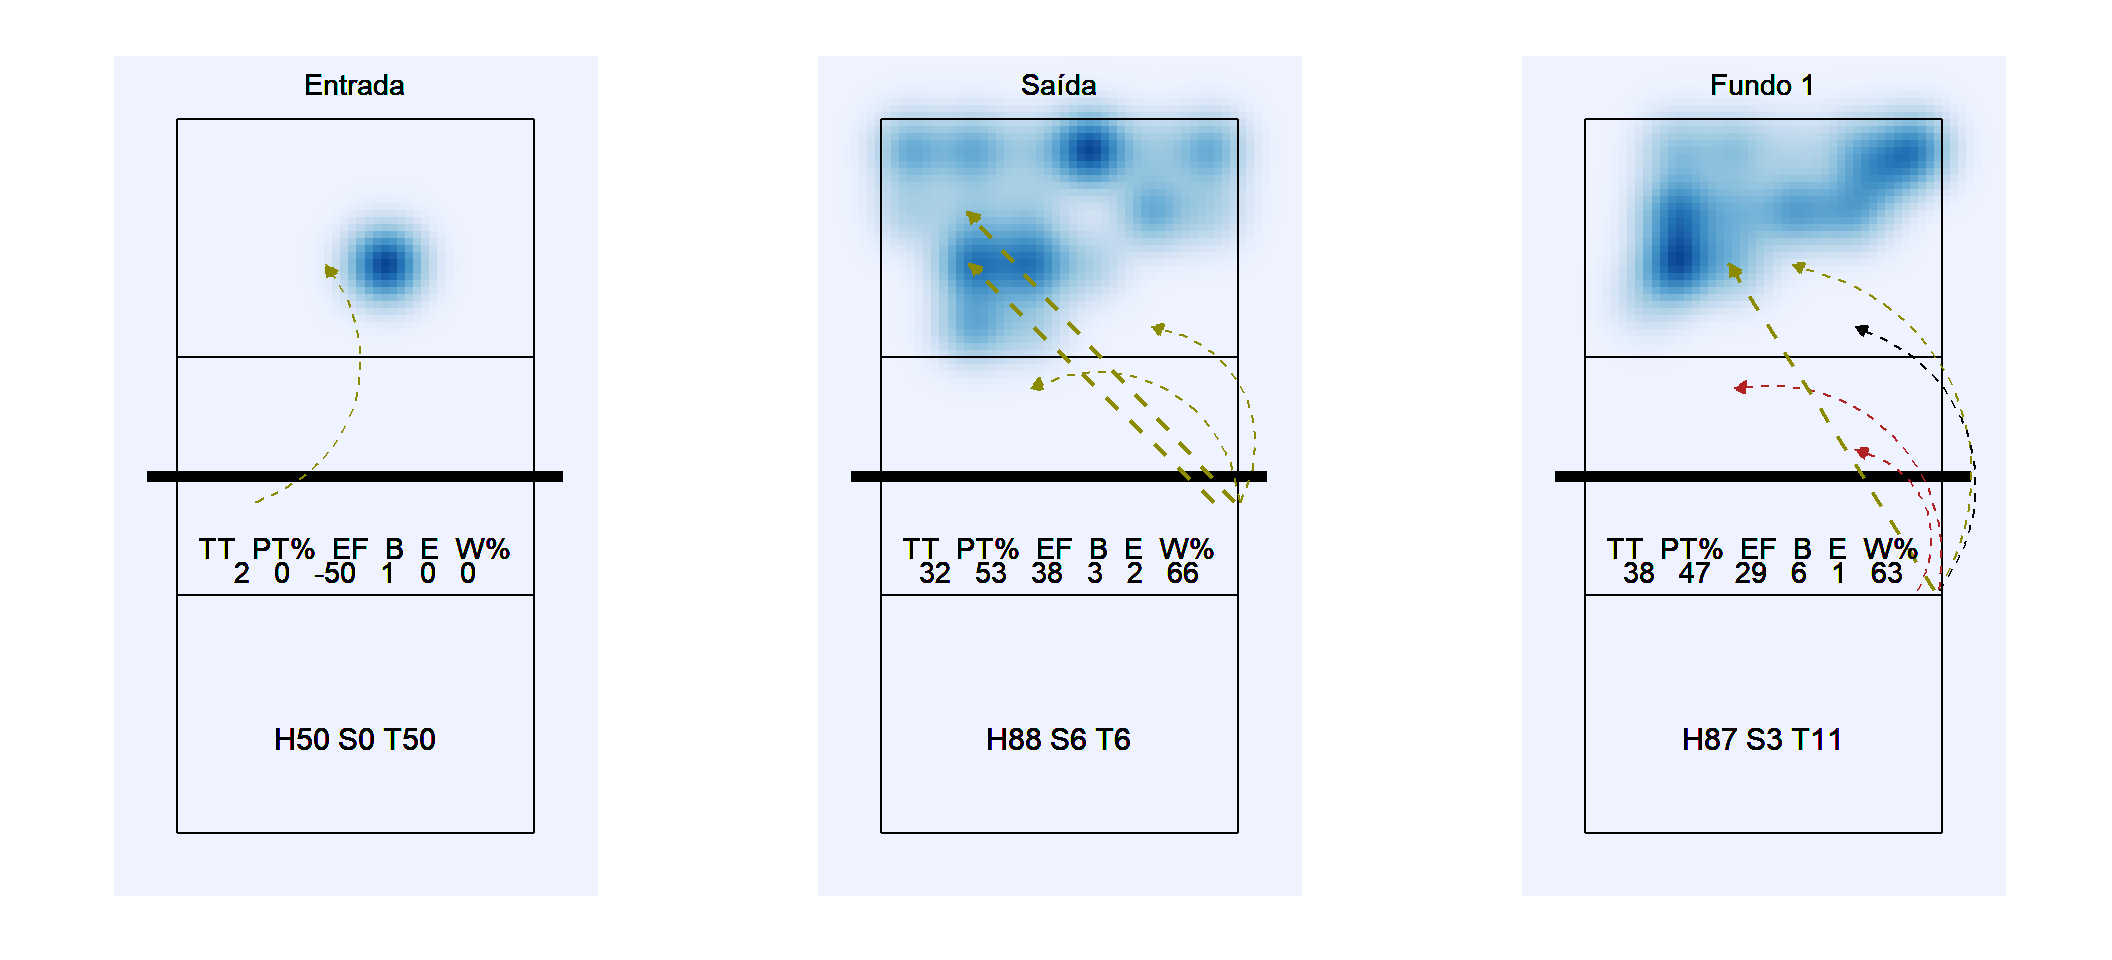 Entrada
TT PT% EF B E W%
2 0 -50 1 0 0
H50 S0 T50
Saída
TT PT% EF B E W%
32 53 38 3 2 66
H88 S6 T6
Fundo 1
TT PT% EF B E W%
38 47 29 6 1 63
H87 S3 T11